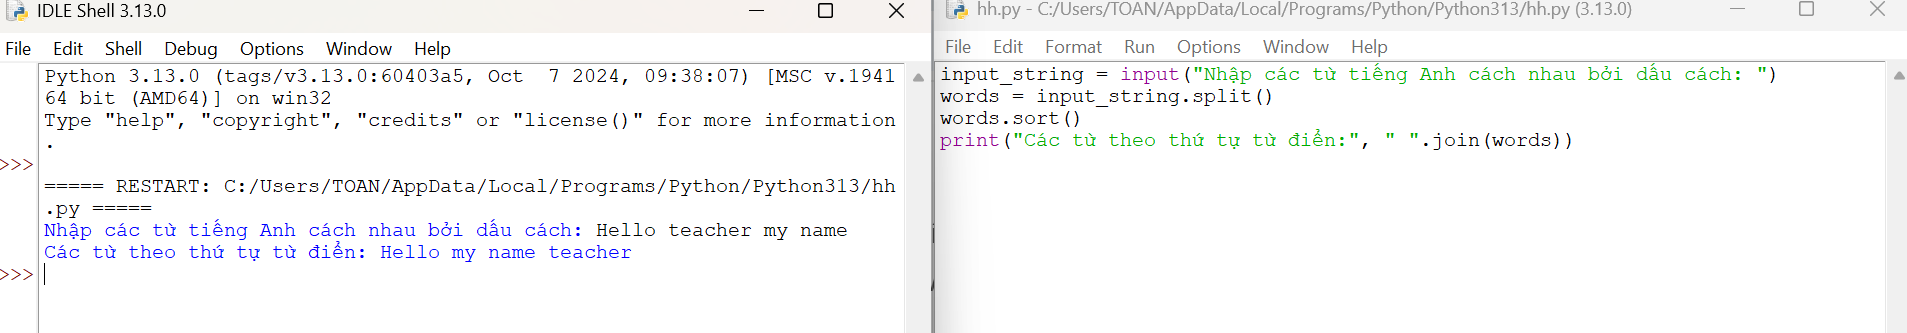 IDLE Shell 3.13.0
File Edit Shell Debug Options Window Help
Python 3.13.0 (tags/v3.13.0:60403a5, Oct  7 2024, 09:38:07) [MSC v.1941
64 bit (AMD64)] on win32
Type "help", "copyright", "credits" or "license()" for more information
.
>>>
===== RESTART: C:/Users/TOAN/AppData/Local/Programs/Python/Python313/hh
.py =====
Nhập các từ tiếng Anh cách nhau bởi dấu cách: Hello teacher my name
Các từ theo thứ tự từ điển: Hello my name teacher
>>>
hh.py - C:/Users/TOAN/AppData/Local/Programs/Python/Python313/hh.py (3.13.0)
File Edit Format Run Options Window Help
input_string = input("Nhập các từ tiếng Anh cách nhau bởi dấu cách: ")
words = input_string.split()
words.sort()
print("Các từ theo thứ tự từ điển:", " ".join(words))